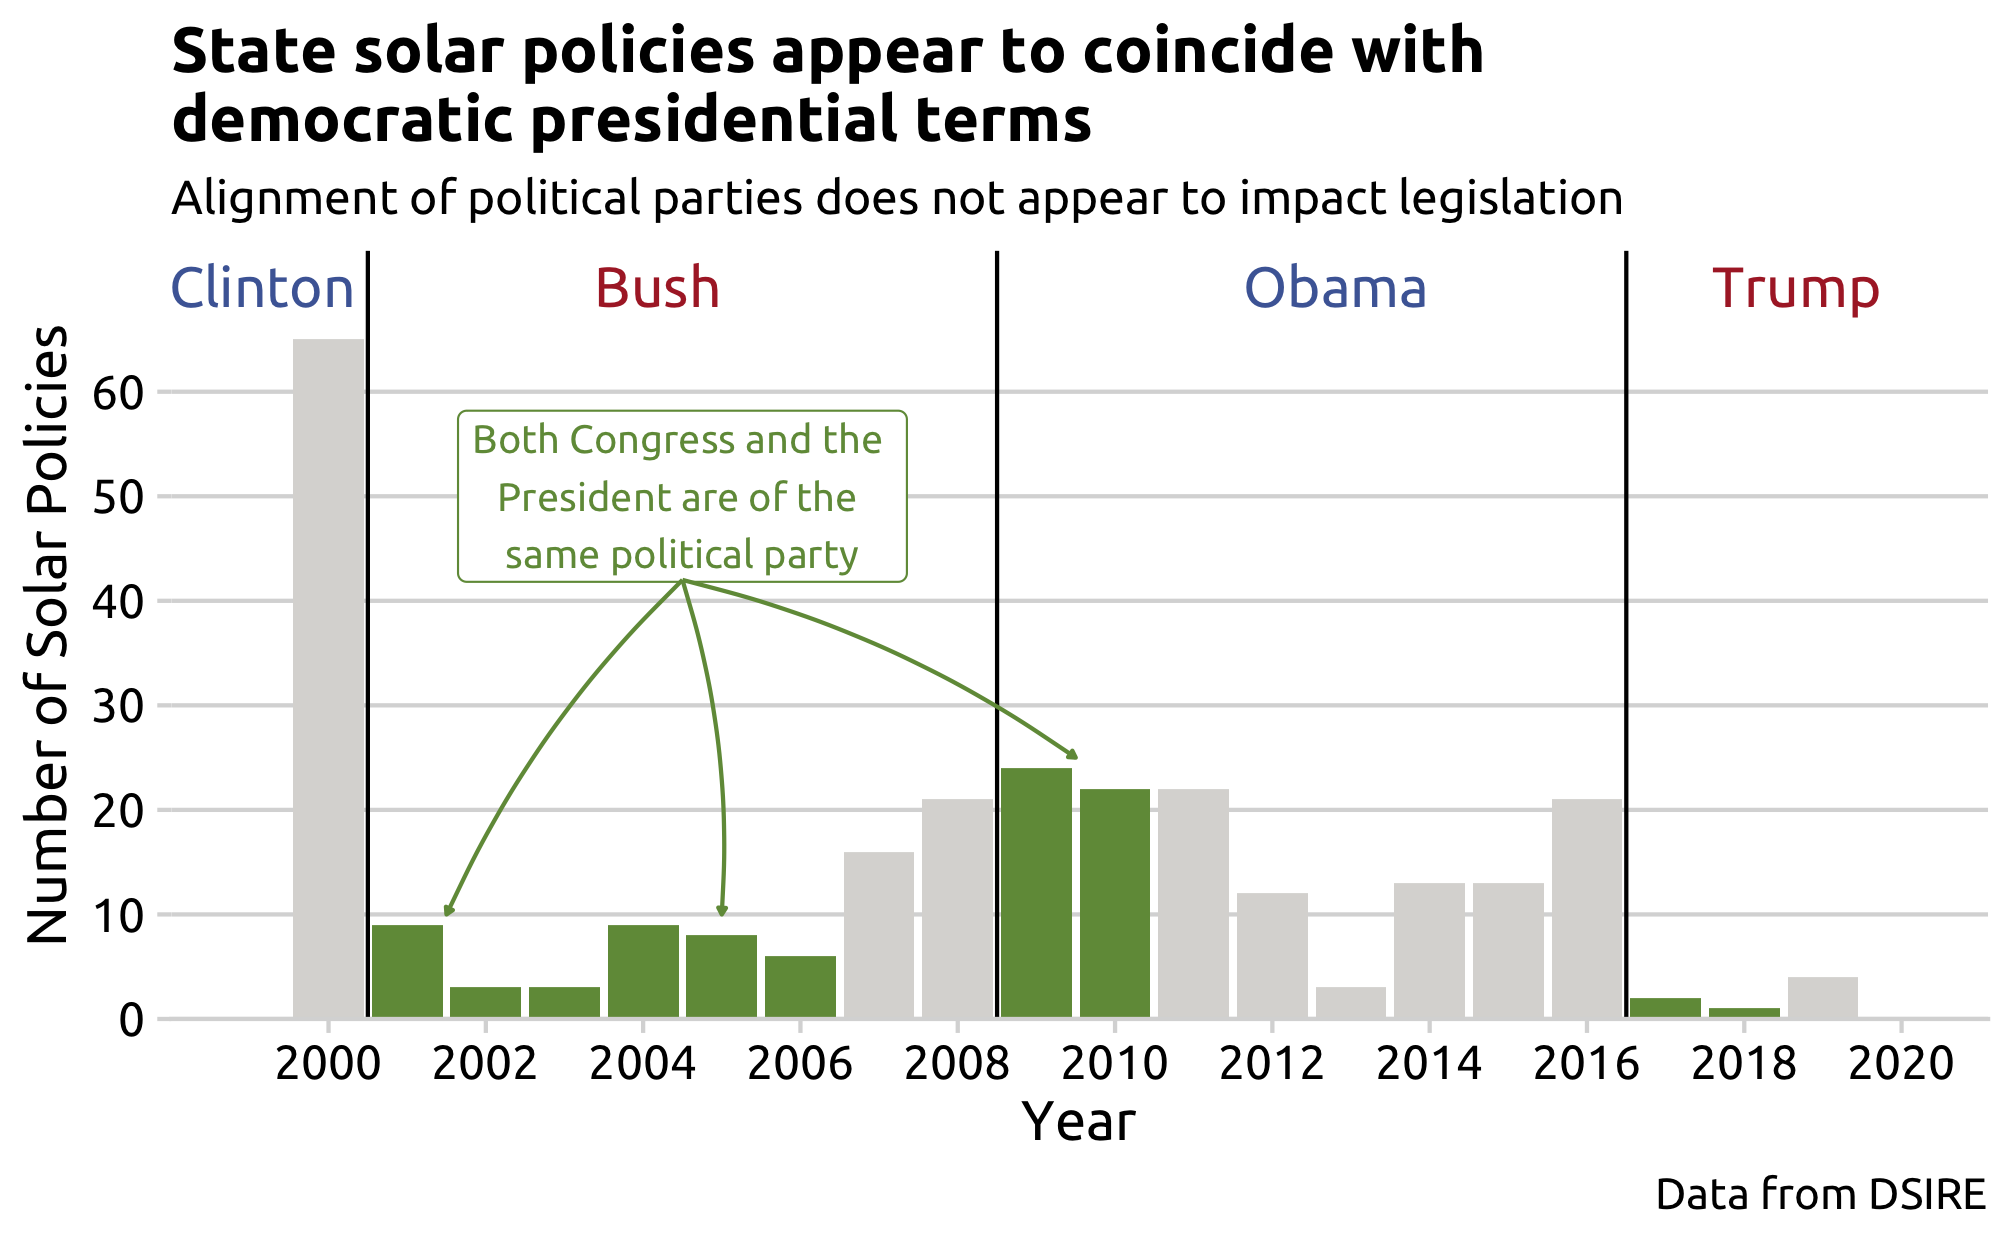 State solar policies appear to coincide with
democratic presidential terms
Alignment of political parties does not appear to impact legislation
Clinton Bush Obama Trump
Number of Solar Policies
60
50
40
30
20
10
0
Both Congress and the
President are of the
same political party
2000 2002 2004 2006 2008 2010 2012 2014 2016 2018 2020
Year
Data from DSIRE